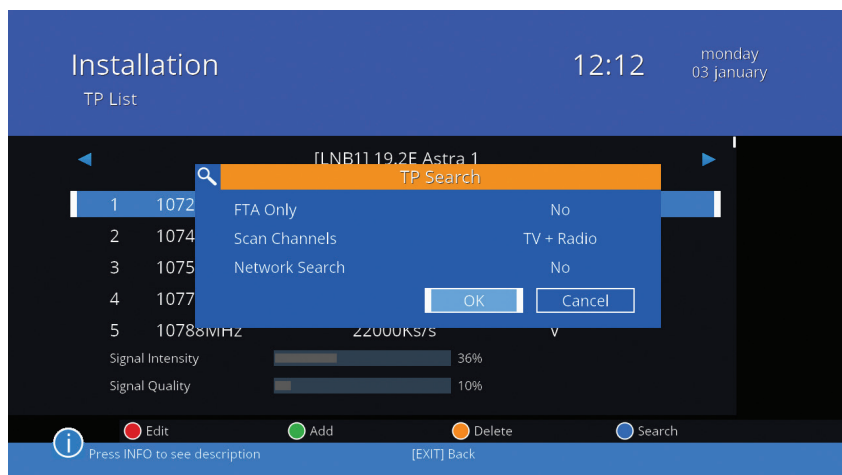 Installation
12:12
monday
03 january
TP List
[LNB1] 19.2E Astra 1
TP Search
1 1072
FTA Only No
2 1074
Scan Channels TV + Radio
3 1075
Network Search No
4 1077
OK Cancel
5 10788MHz 22000Ks/s V
Signal Intensity 36%
Signal Quality 10%
Edit Add Delete Search
Press INFO to see description [EXIT] Back